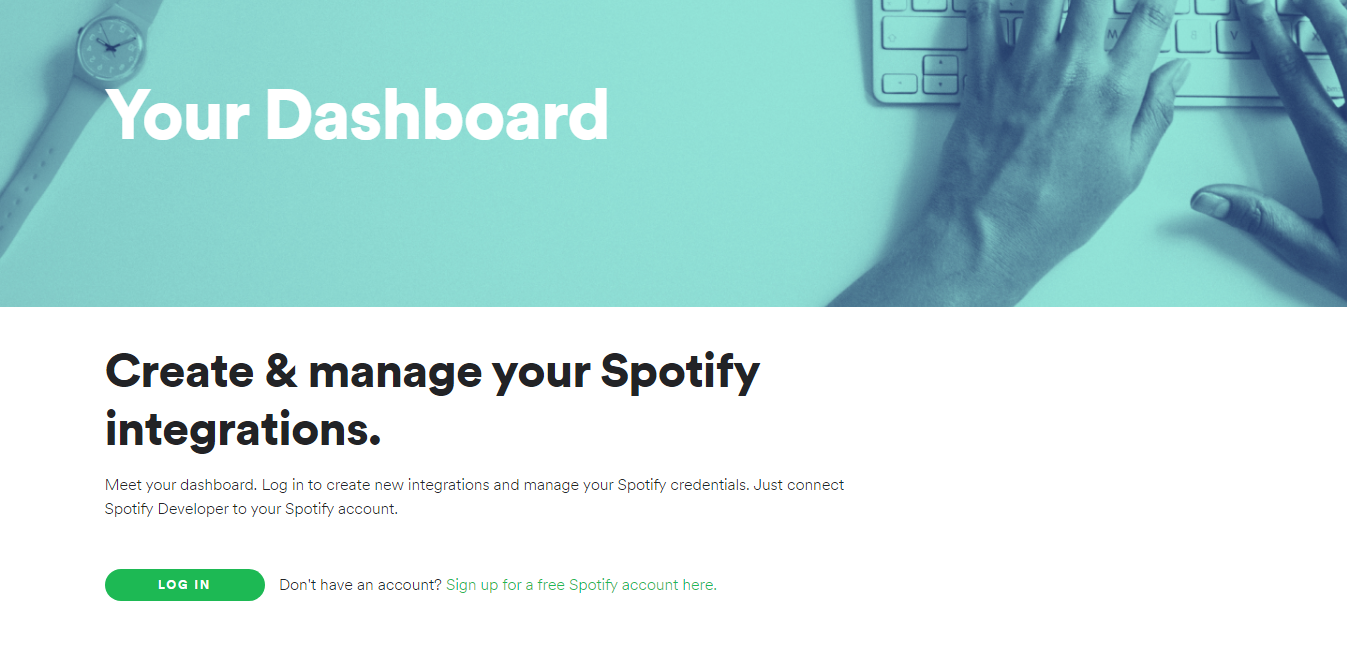 Your Dashboard
Create & manage your Spotify
integrations.
Meet your dashboard. Log in to create new integrations and manage your Spotify credentials. Just connect
Spotify Developer to your Spotify account.
LOG IN Don't have an account? Sign up for a free Spotify account here.